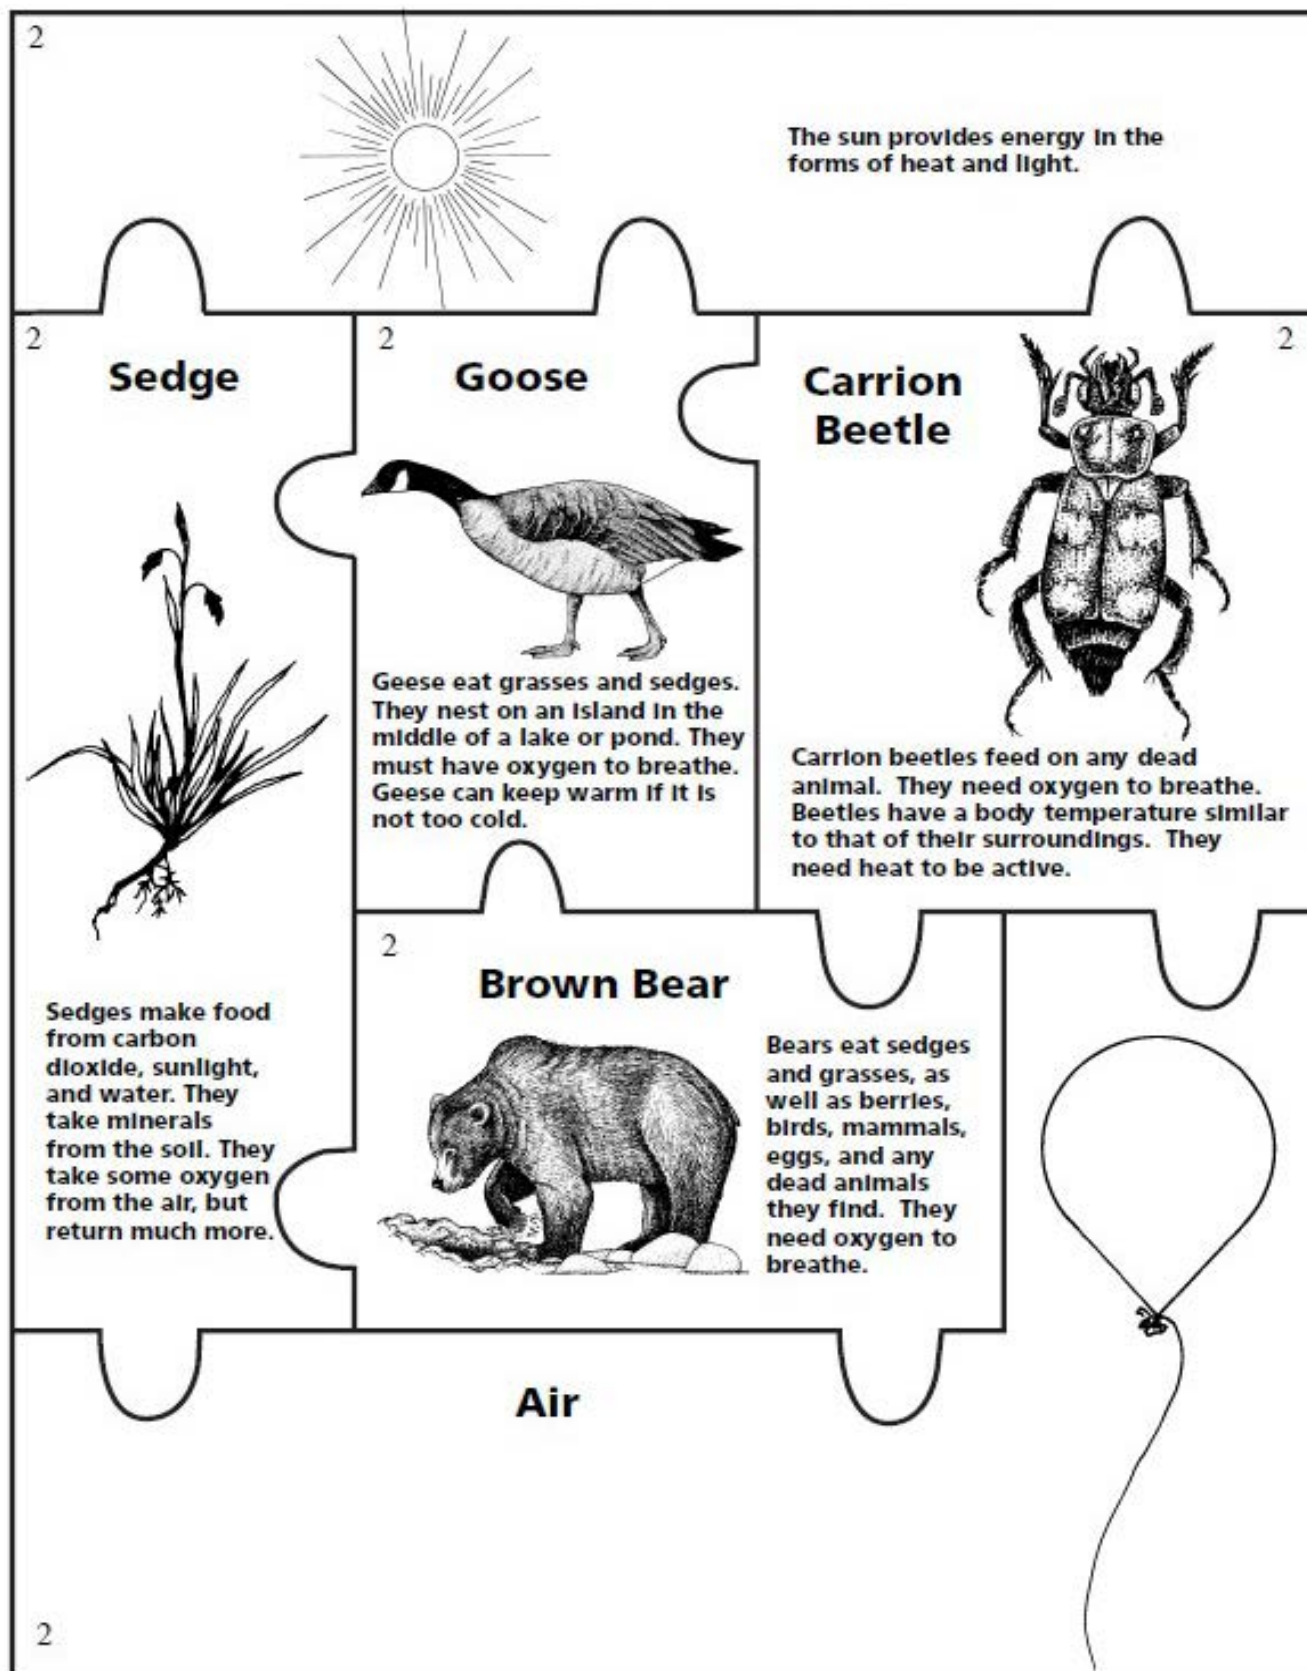 2
The sun provides energy in the
forms of heat and light.
2
Sedge
Sedges make food
from carbon
dioxide, sunlight,
and water. They
take minerals
from the soil. They
take some oxygen
from the air, but
return much more.
2
Goose
Geese eat grasses and sedges.
They nest on an island in the
middle of a lake or pond. They
must have oxygen to breathe.
Geese can keep warm if it is
not too cold.
2
Carrion
Beetle
Carrion beetles feed on any dead
animal. They need oxygen to breathe.
Beetles have a body temperature similar
to that of their surroundings. They
need heat to be active.
2
Brown Bear
Bears eat sedges
and grasses, as
well as berries,
birds, mammals,
eggs, and any
dead animals
they find. They
need oxygen to
breathe.
Air
2